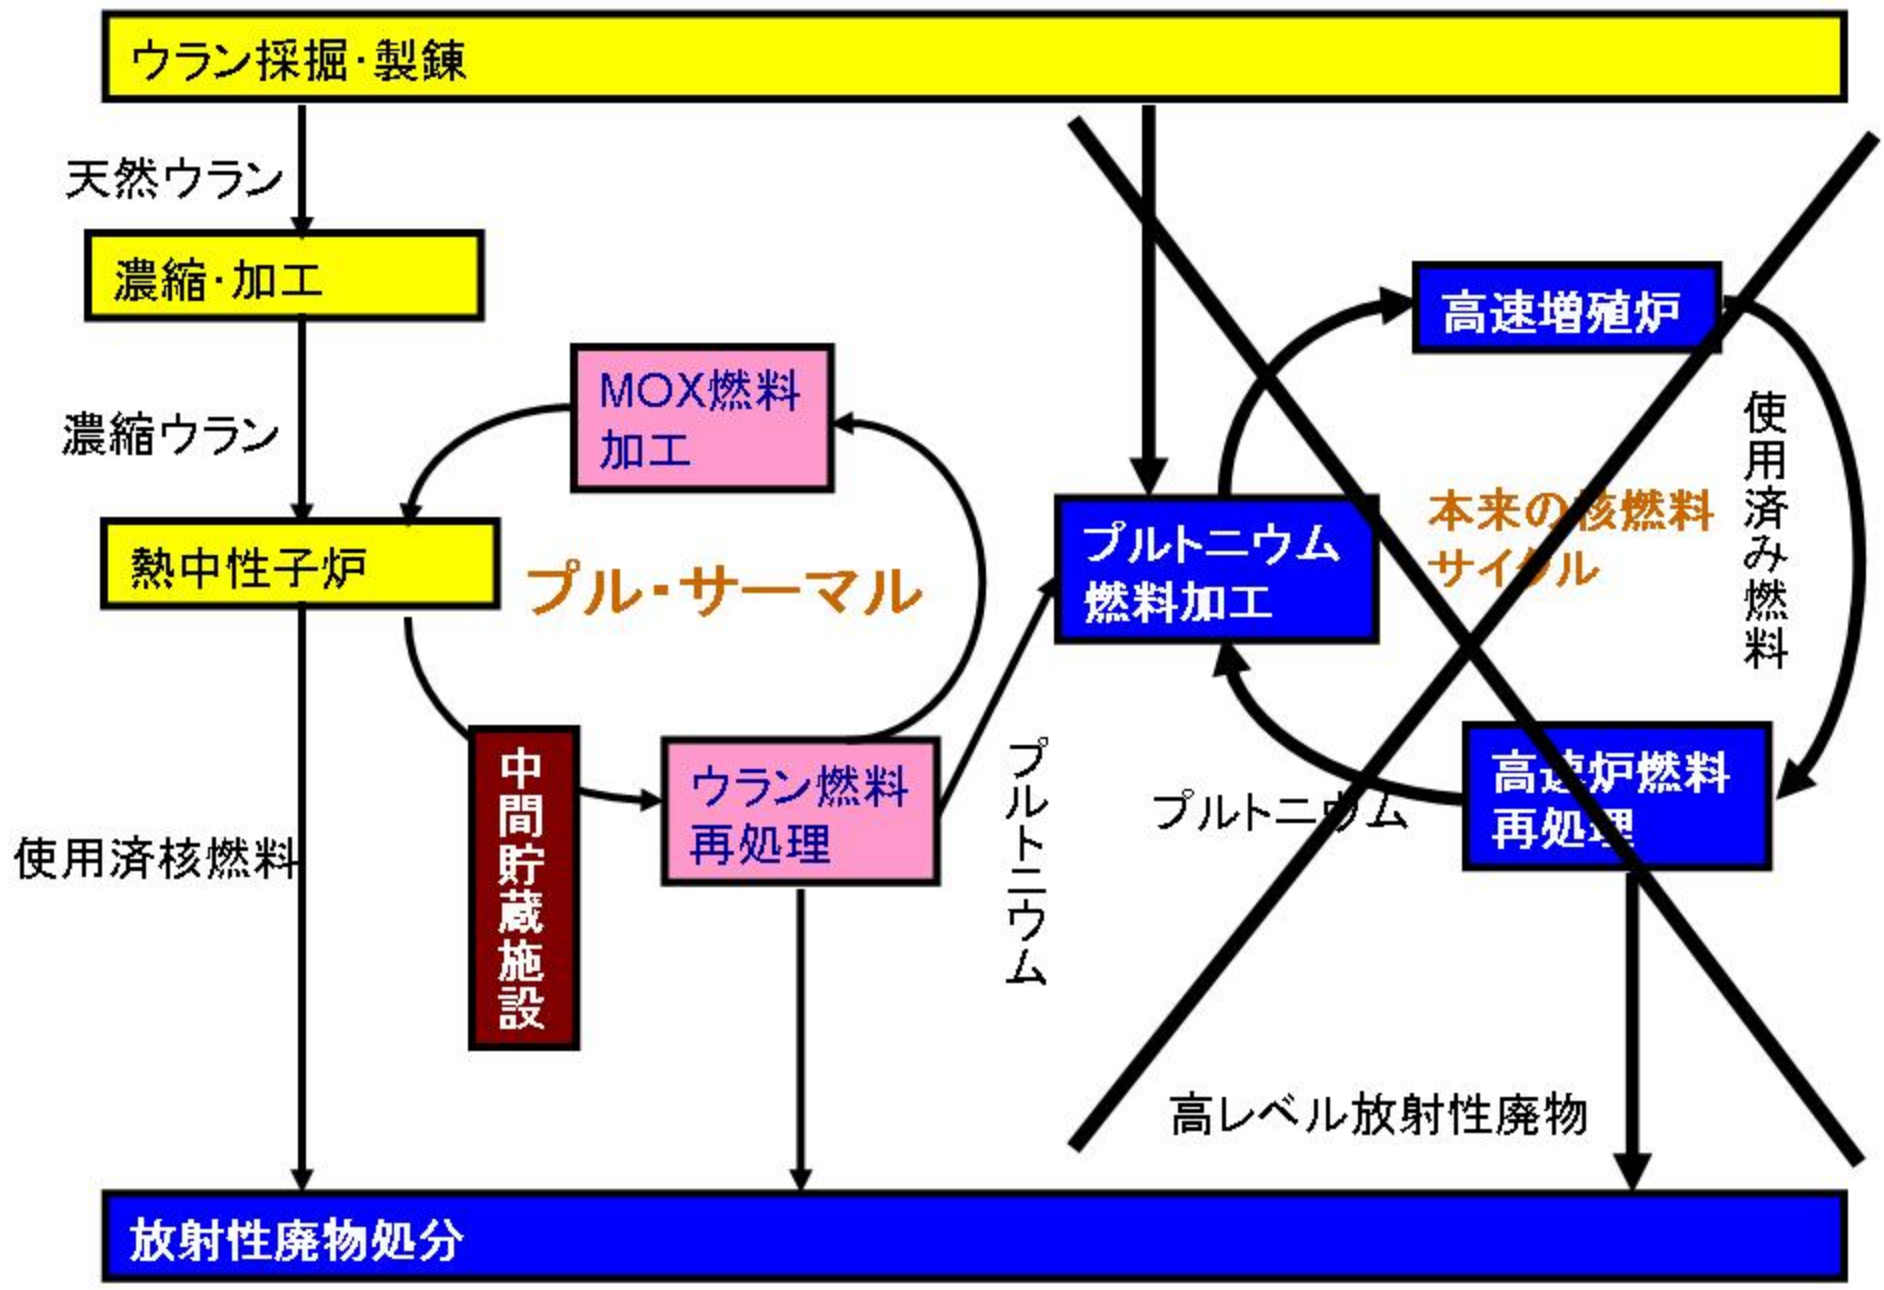 ウラン採掘・製錬
天然ウラン
濃縮・加工
濃縮ウラン
熱中性子炉
MOX燃料
加工
プル・サーマル
使用済核燃料
中間貯蔵施設
ウラン燃料
再処理
プルトニウム
プルトニウム
燃料加工
高速増殖炉
本来の核燃料
サイクル
使用済み燃料
プルトニウム
高速炉燃料
再処理
高レベル放射性廃物
放射性廃物処分